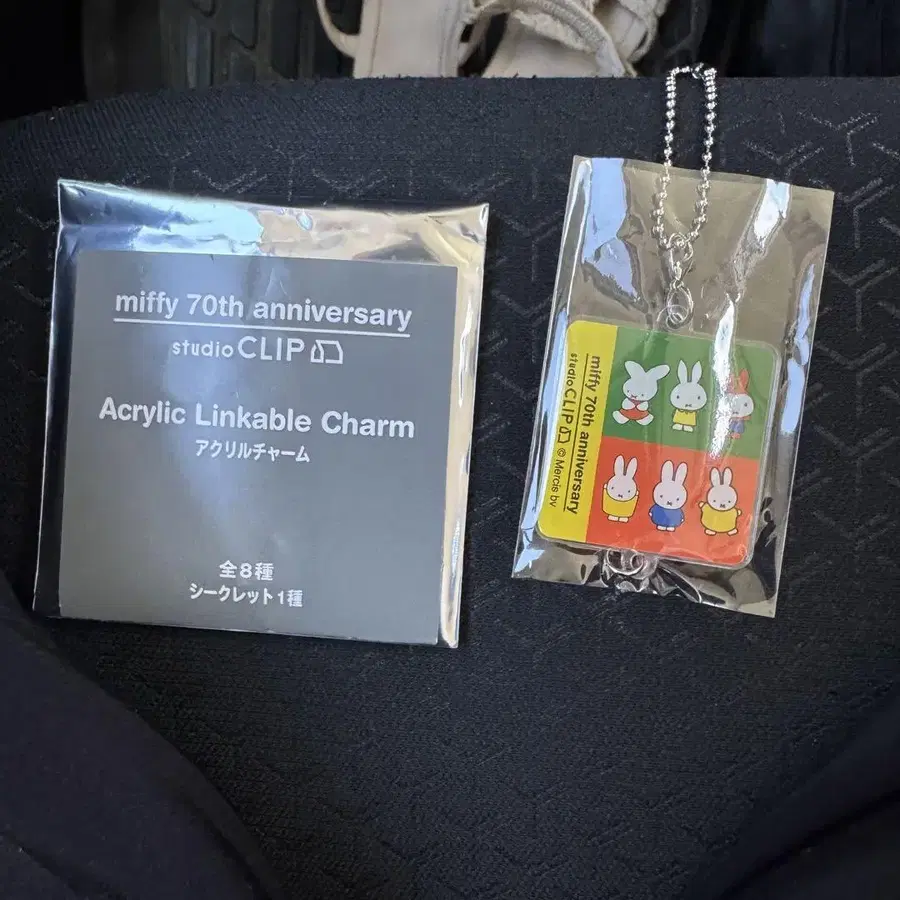 miffy 70th anniversary
studio CLIP
Acrylic Linkable Charm
アクリルチャーム
全8種
シークレット1種
miffy 70th anniversary
studio CLIP © Mercis bv